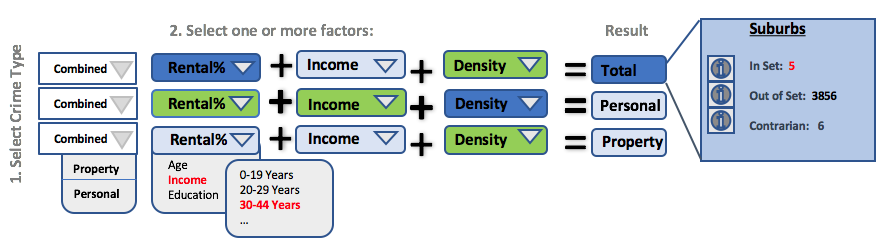 2. Select one or more factors:
Result
Suburbs
1. Select Crime Type
Combined Rental% + Income + Density = Total
Combined Rental% + Income + Density = Personal
Combined Rental% + Income + Density = Property
In Set: 5
Out of Set: 3856
Contrarian: 6
Property
Personal
Age
Income
Education
0-19 Years
20-29 Years
30-44 Years
...